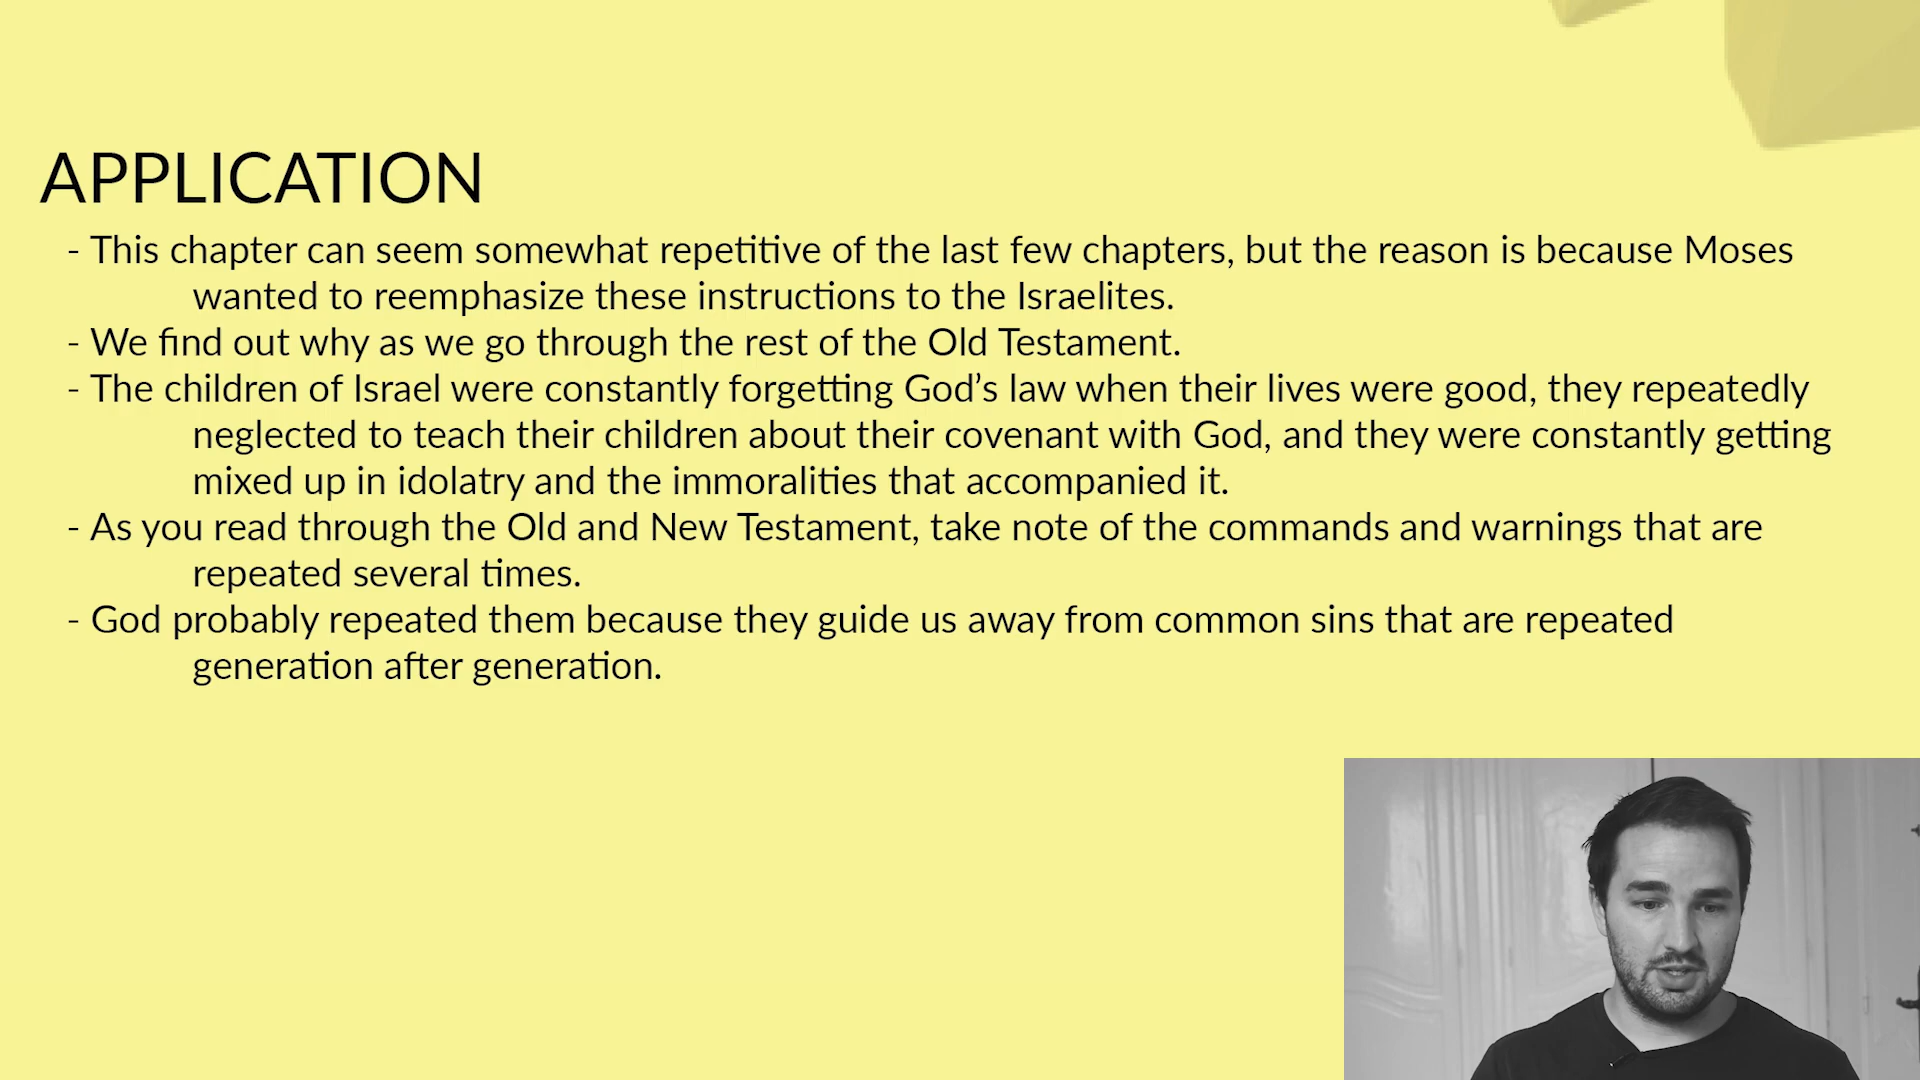 APPLICATION
- This chapter can seem somewhat repetitive of the last few chapters, but the reason is because Moses
wanted to reemphasize these instructions to the Israelites.
- We find out why as we go through the rest of the Old Testament.
- The children of Israel were constantly forgetting God’s law when their lives were good, they repeatedly
neglected to teach their children about their covenant with God, and they were constantly getting
mixed up in idolatry and the immoralities that accompanied it.
- As you read through the Old and New Testament, take note of the commands and warnings that are
repeated several times.
- God probably repeated them because they guide us away from common sins that are repeated
generation after generation.